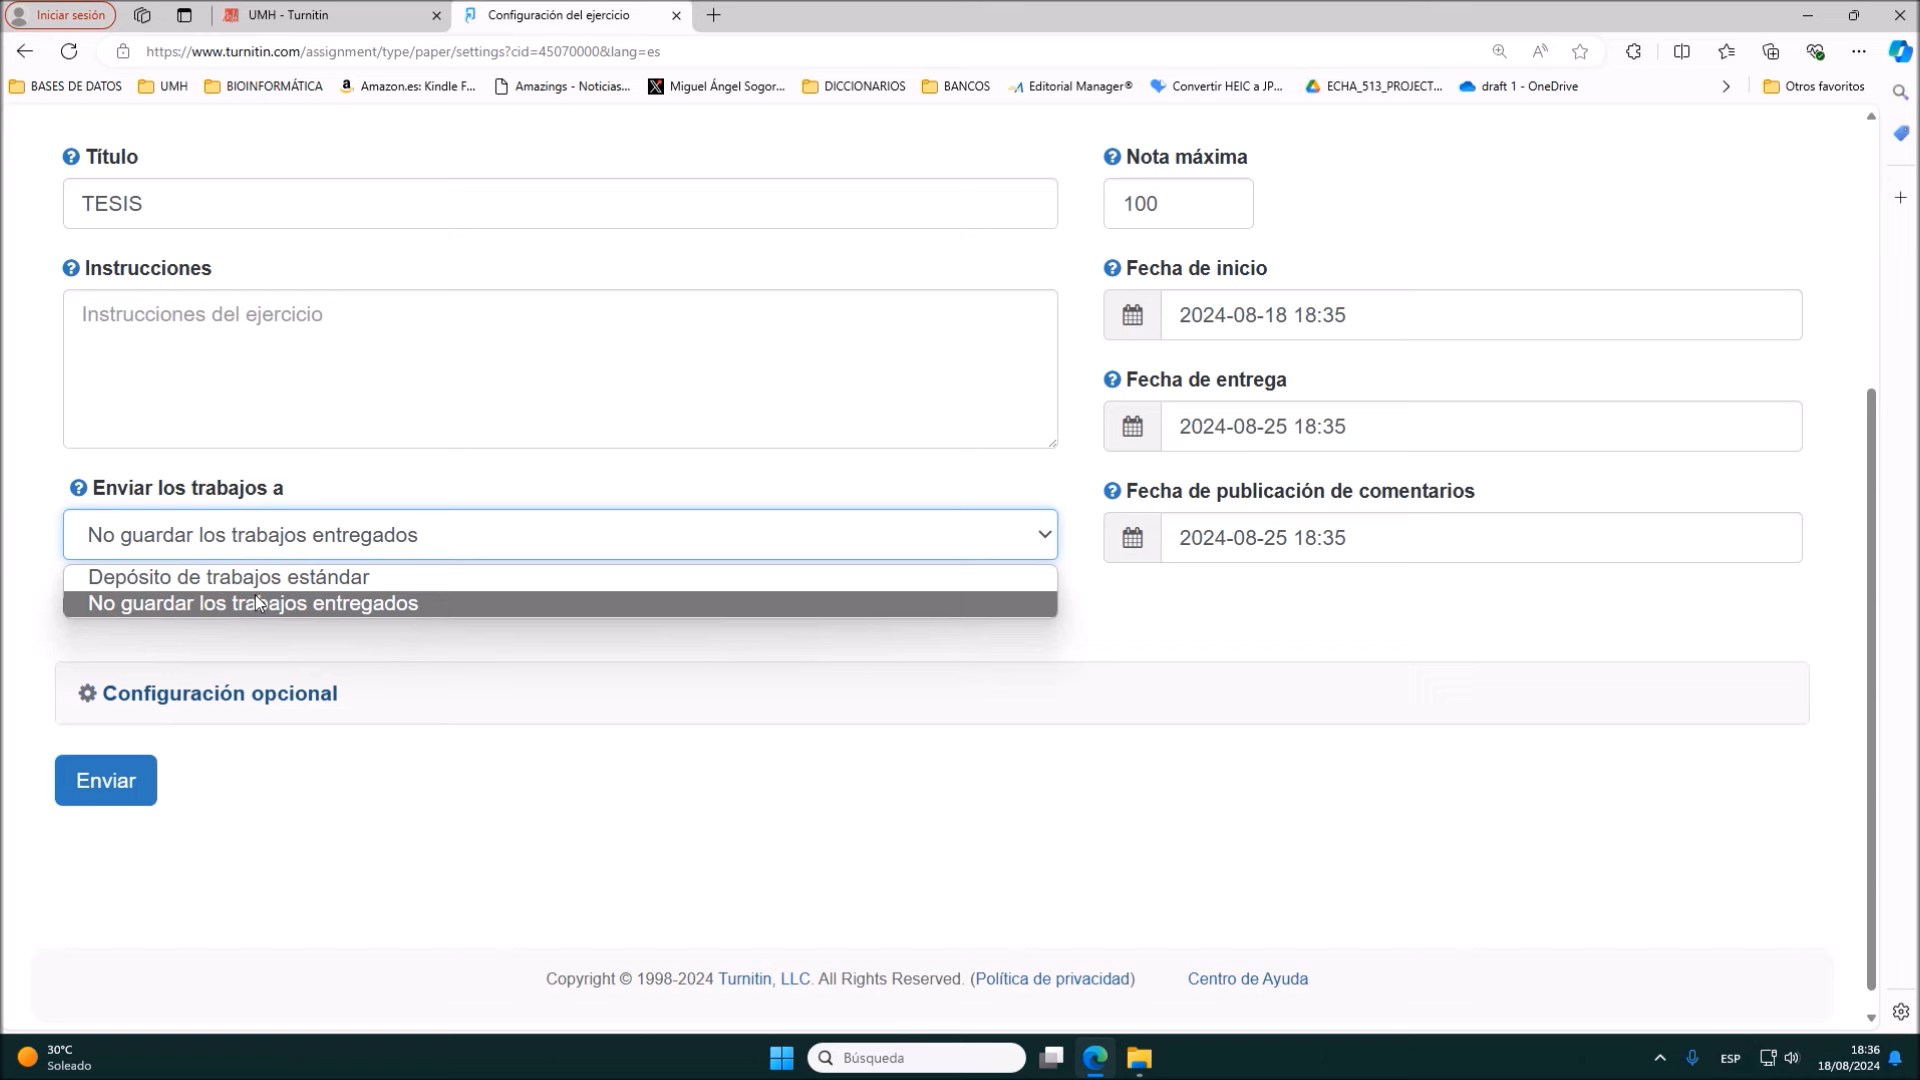 Iniciar sesión
UMH - Turnitin
Configuración del ejercicio
https://www.turnitin.com/assignment/type/paper/settings?cid=45070000&lang=es
BASES DE DATOS
UMH
BIOINFORMÁTICA
Amazon.es: Kindle F...
Amazings - Noticias...
Miguel Ángel Sogor...
DICCIONARIOS
BANCOS
Editorial Manager®
Convertir HEIC a JP...
ECHA_513_PROJECT...
draft 1 - OneDrive
Otros favoritos
Título
TESIS
Nota máxima
100
Instrucciones
Instrucciones del ejercicio
Fecha de inicio
2024-08-18 18:35
Fecha de entrega
2024-08-25 18:35
Enviar los trabajos a
No guardar los trabajos entregados
Depósito de trabajos estándar
No guardar los trabajos entregados
Fecha de publicación de comentarios
2024-08-25 18:35
Configuración opcional
Enviar
Copyright © 1998-2024 Turnitin, LLC. All Rights Reserved. (Política de privacidad)
Centro de Ayuda
30°C
Soleado
Búsqueda
ESP
18:36
18/08/2024